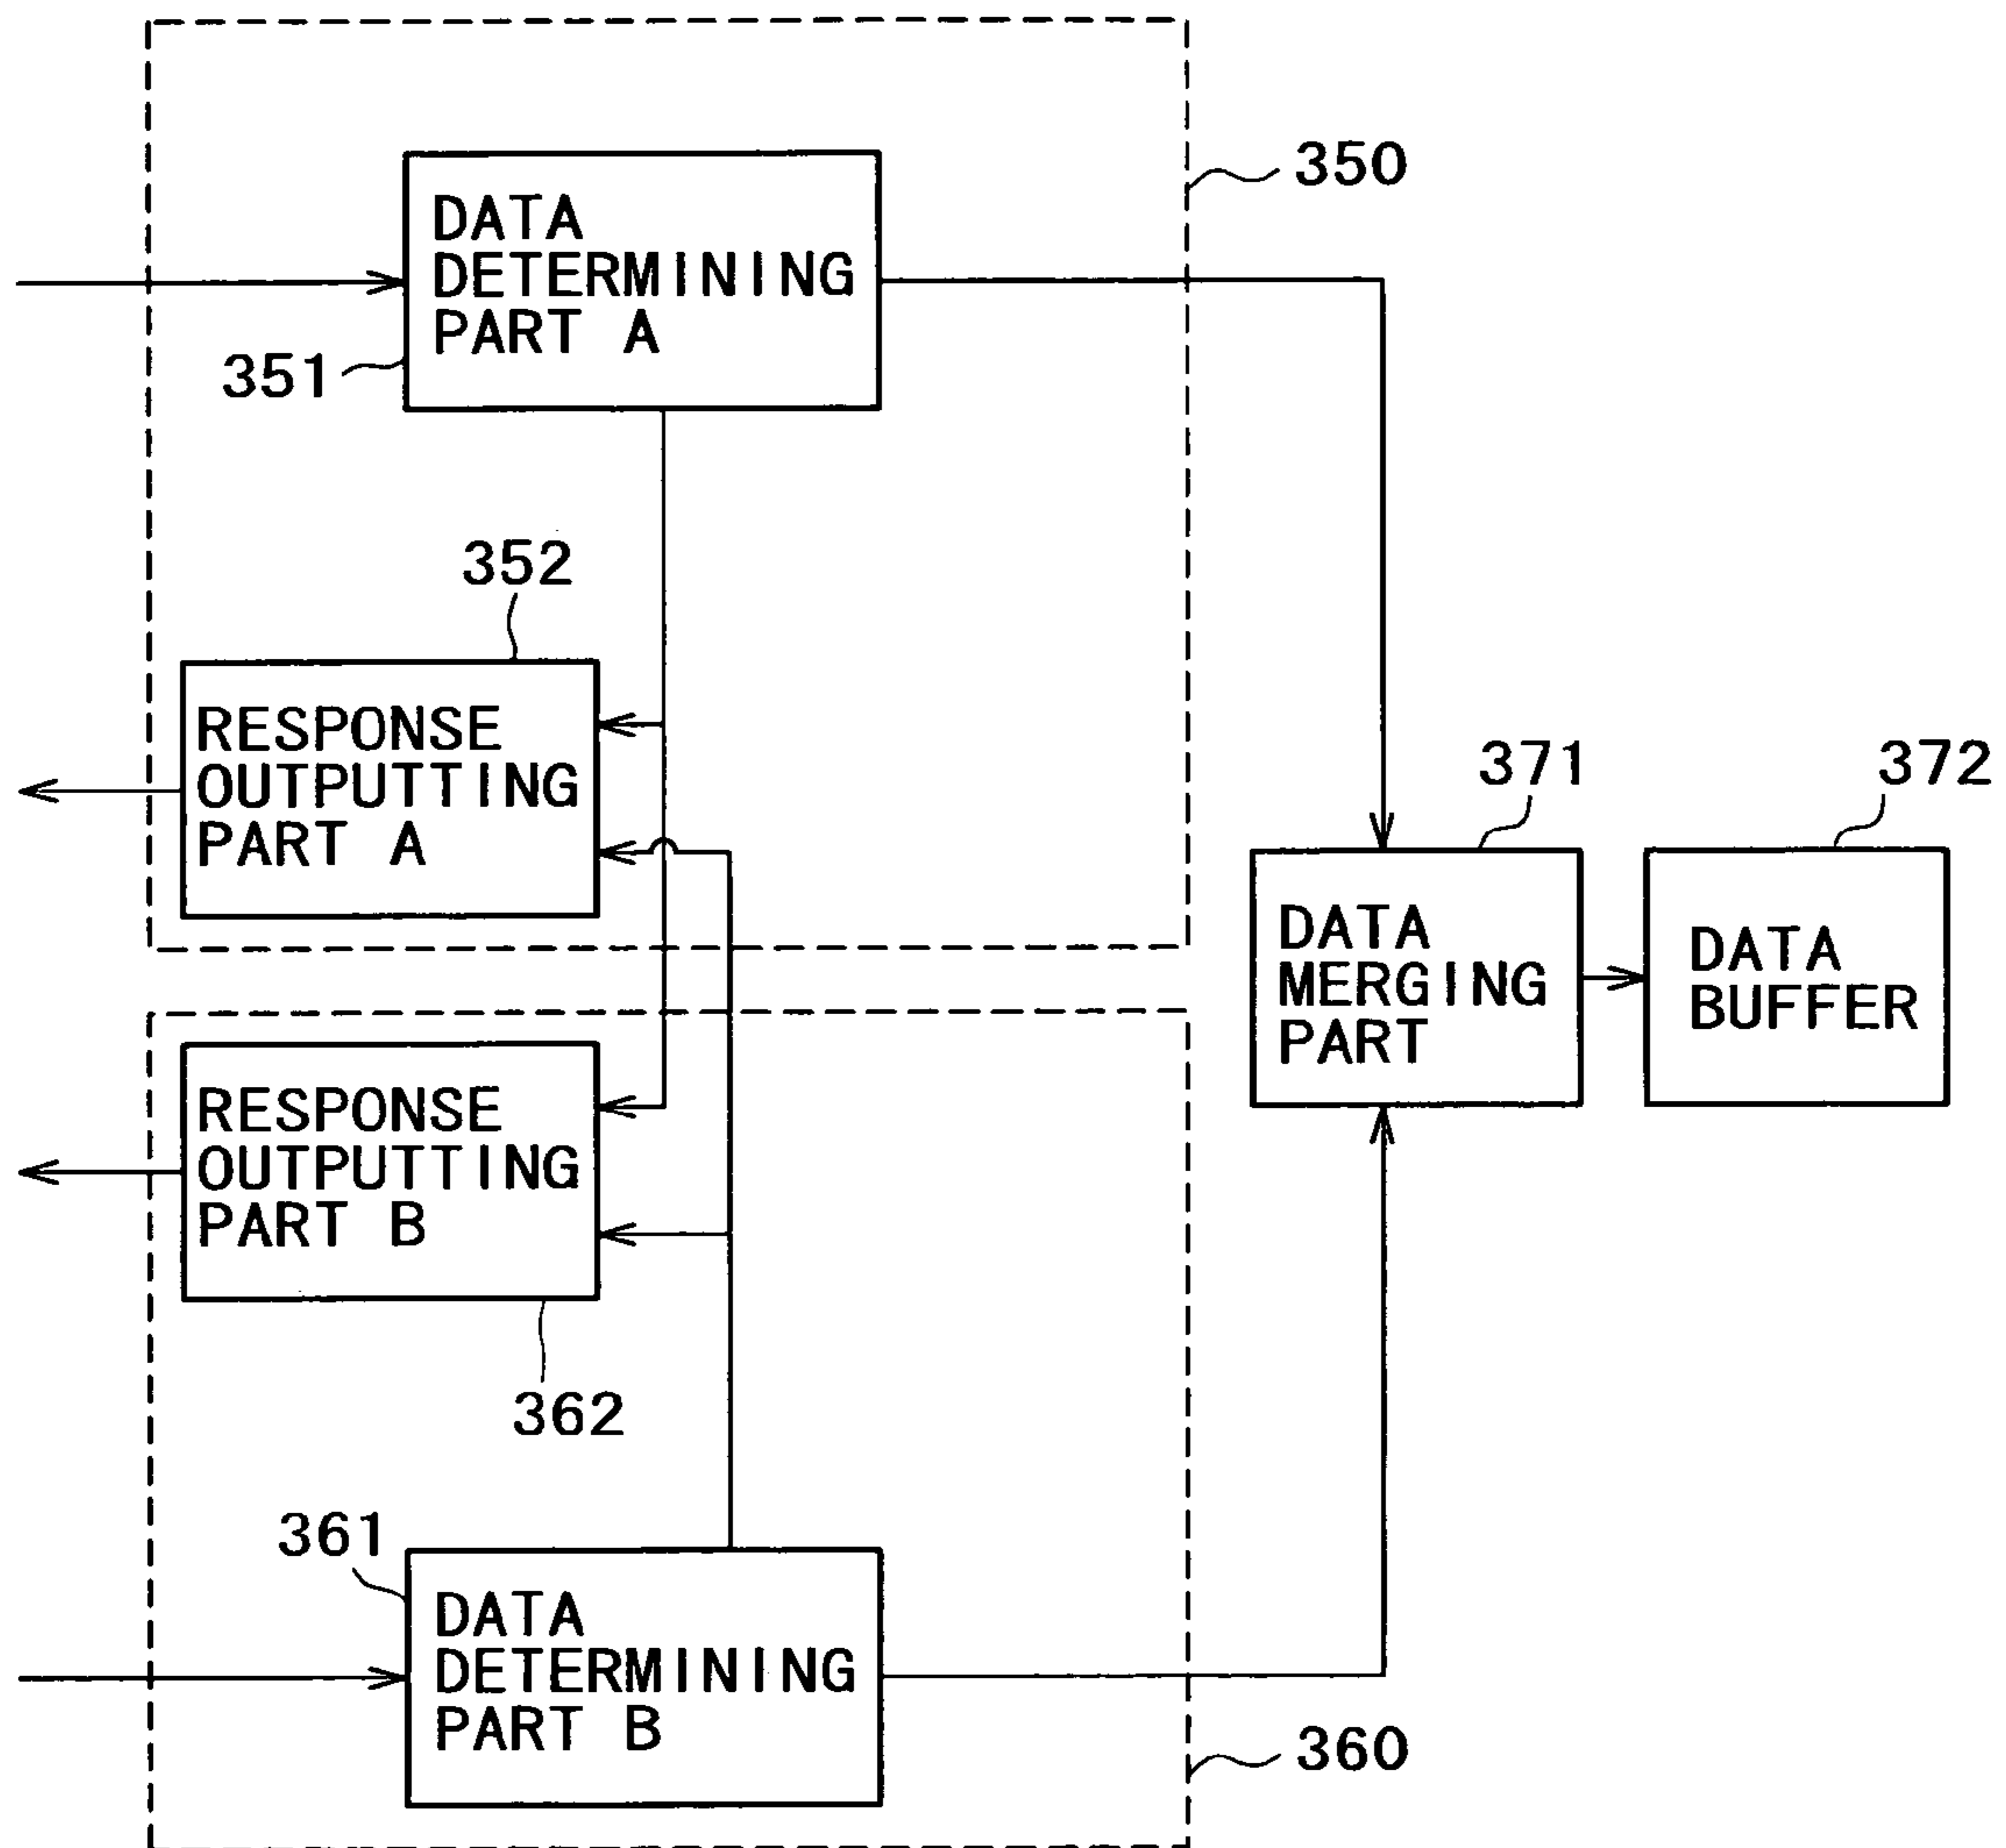 350
DATA
DETERMINING
PART A
351
352
RESPONSE
OUTPUTTING
PART A
371
372
DATA
MERGING
PART
DATA
BUFFER
RESPONSE
OUTPUTTING
PART B
362
361
DATA
DETERMINING
PART B
360